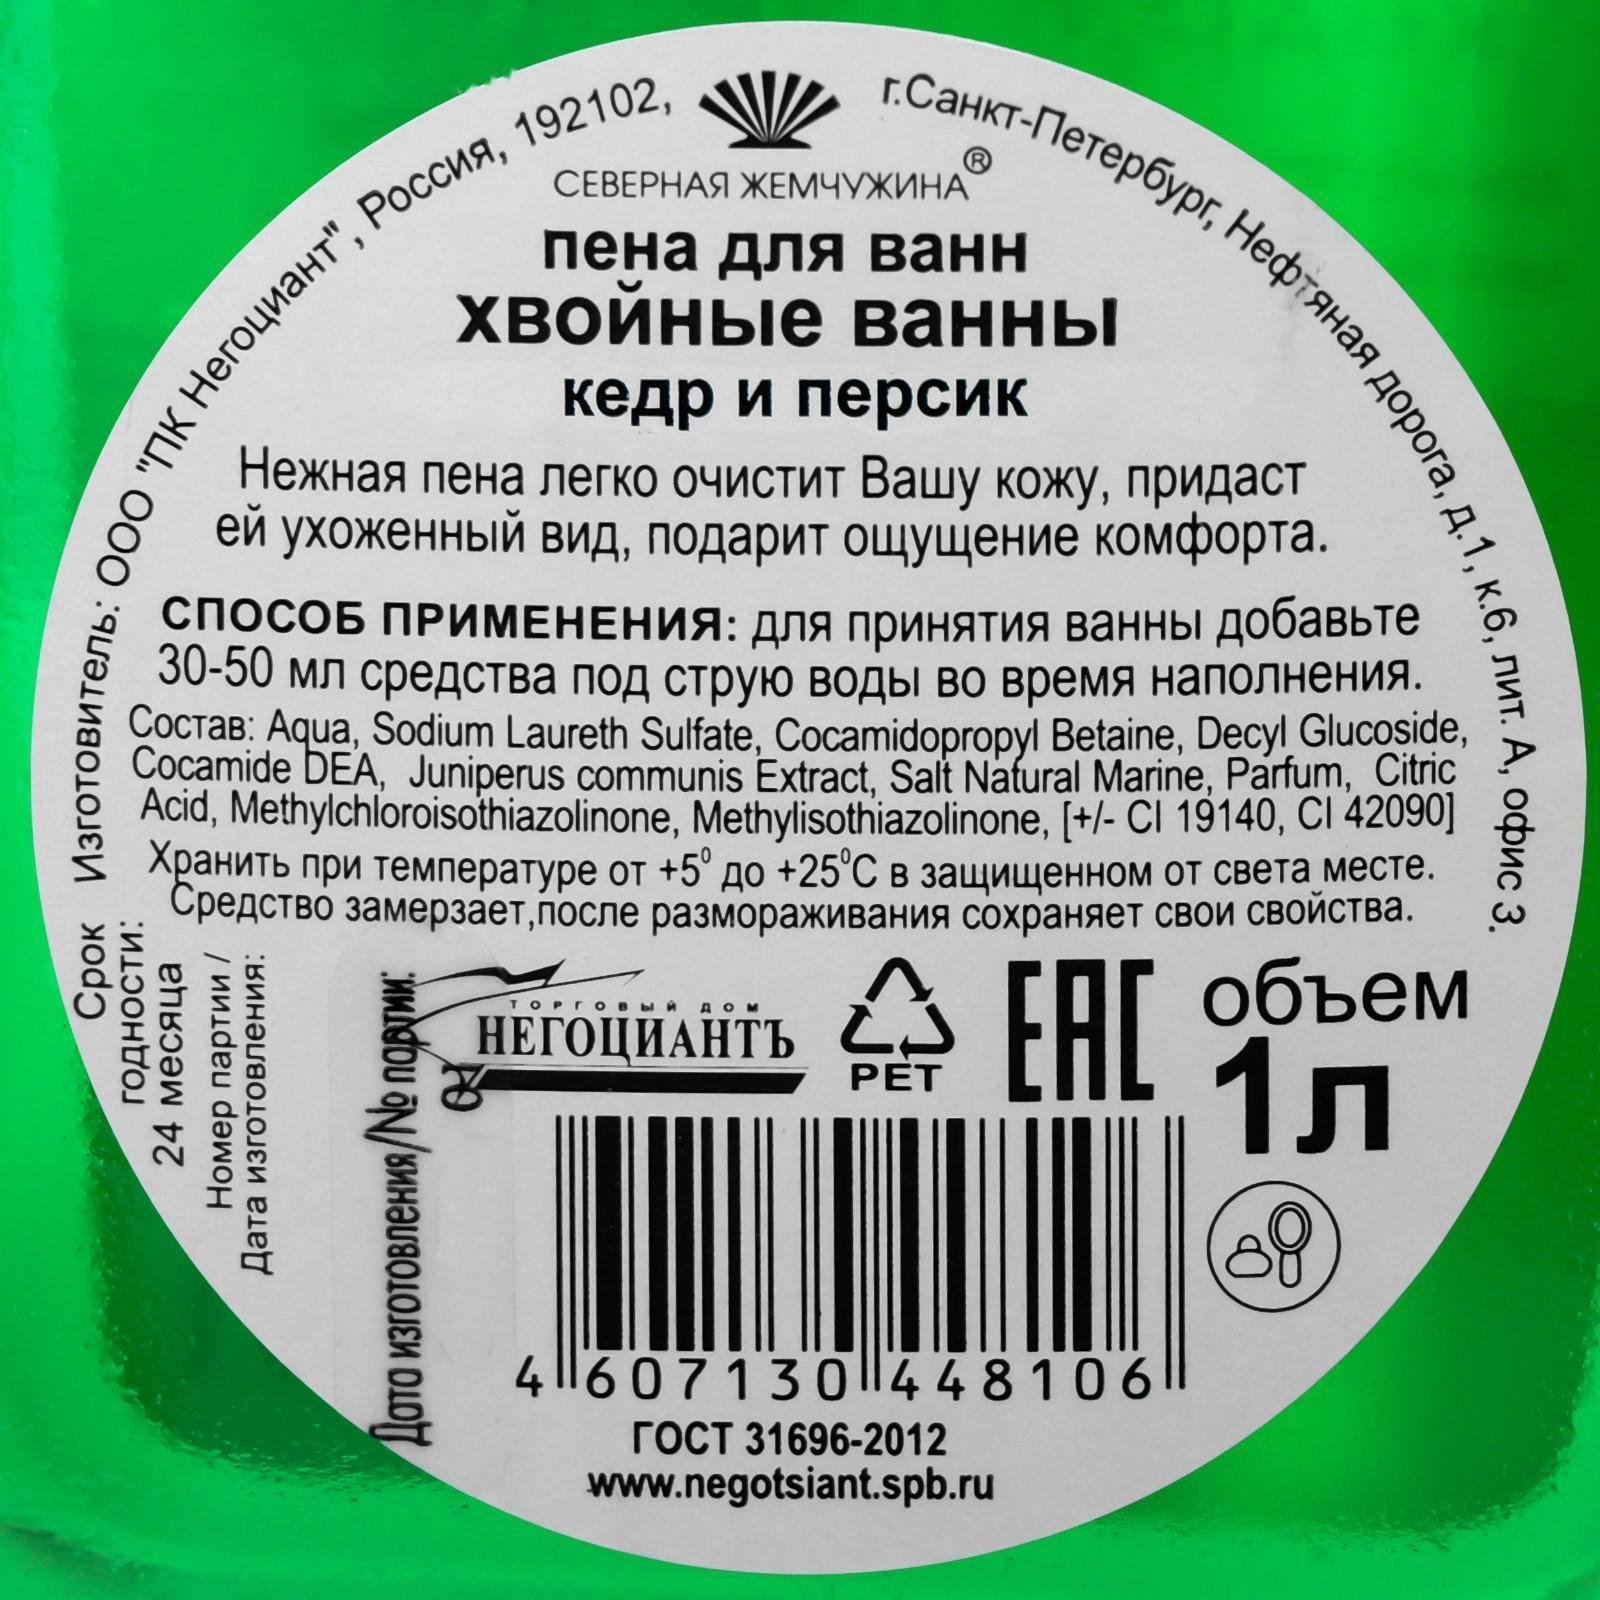 Изготовитель: ООО "ПК Негоциант", Россия, 192102,
г.Санкт-Петербург, Нефтяная дорога, д.1, к.6, лит. А, офис 3.
СЕВЕРНАЯ ЖЕМЧУЖИНА®
пена для ванн
хвойные ванны
кедр и персик
Нежная пена легко очистит Вашу кожу, придаст
ей ухоженный вид, подарит ощущение комфорта.
СПОСОБ ПРИМЕНЕНИЯ: для принятия ванны добавьте
30-50 мл средства под струю воды во время наполнения.
Состав: Aqua, Sodium Laureth Sulfate, Cocamidopropyl Betaine, Decyl Glucoside,
Cocamide DEA, Juniperus communis Extract, Salt Natural Marine, Parfum, Citric
Acid, Methylchloroisothiazolinone, Methylisothiazolinone, [+/- CI 19140, CI 42090]
Хранить при температуре от +5⁰ до +25⁰С в защищенном от света месте.
Средство замерзает,после размораживания сохраняет свои свойства.
Срок
годности:
24 месяца
Номер партии /
Дата изготовления:
Дата изготовления/№ партии:
ТОРГОВЫЙ ДОМ
НЕГОЦИАНТЪ
PET
EAC
объем
1л
4 607130 448106
ГОСТ 31696-2012
www.negotsiant.spb.ru